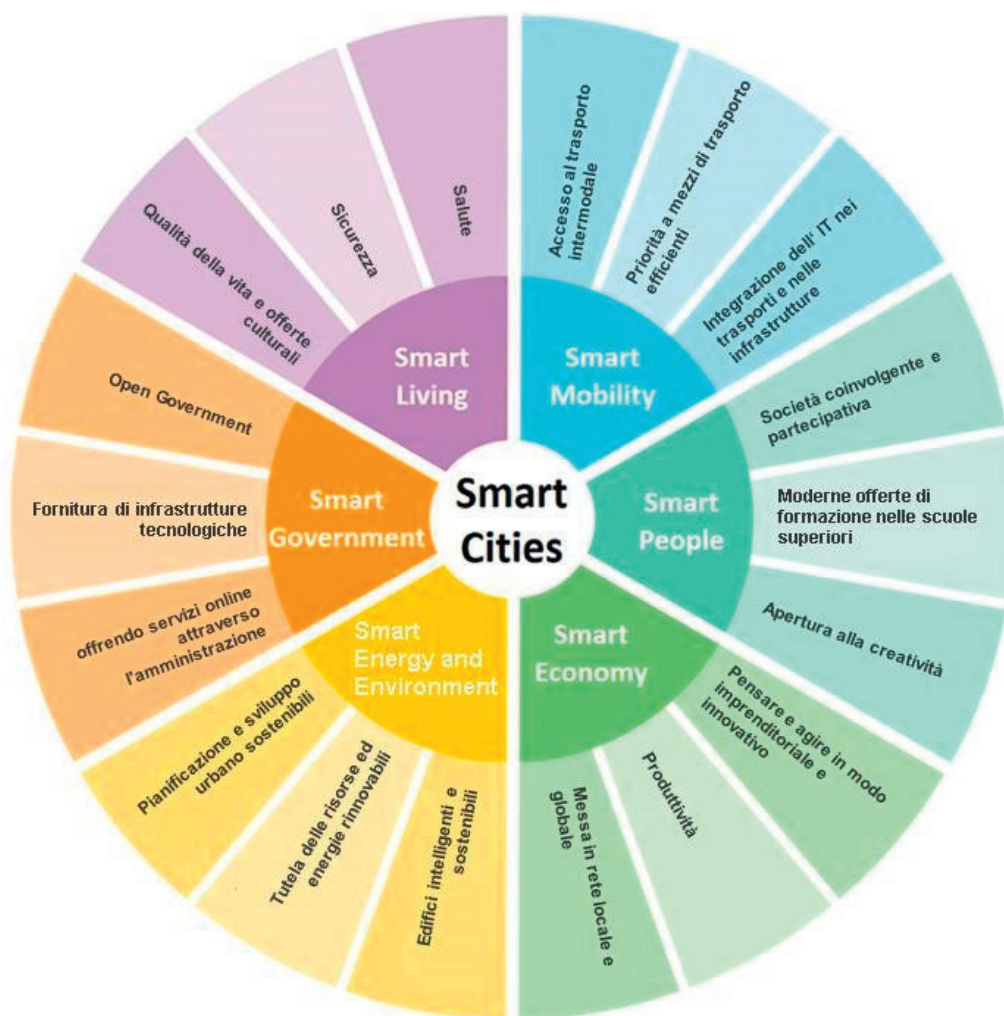 Smart
Cities
Smart
Mobility
Accesso al trasporto
intermodale
Priorità a mezzi di trasporto
efficienti
Integrazione dell' IT nei
trasporti e nelle
infrastrutture
Smart
People
Società coinvolgente e
partecipativa
Moderne offerte di
formazione nelle scuole
superiori
Apertura alla creatività
Smart
Economy
Pensare e agire in modo
imprenditoriale e
innovativo
Produttività
Messa in rete locale e
globale
Smart
Energy and
Environment
Edifici intelligenti e
sostenibili
Tutela delle risorse ed
energie rinnovabili
Pianificazione e sviluppo
urbano sostenibili
Smart
Government
offrendo servizi online
attraverso
l'amministrazione
Fornitura di infrastrutture
tecnologiche
Open Government
Smart
Living
Qualità della vita e offerte
culturali
Sicurezza
Salute